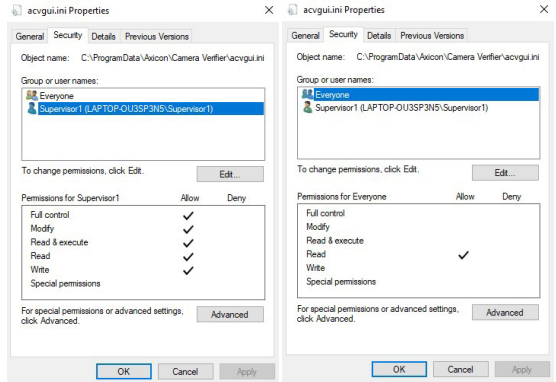 acvgui.ini Properties
General Security Details Previous Versions
Object name: C:\ProgramData\Axicon\Camera Verifier\acvgui.ini
Group or user names:
Everyone
Supervisor1 (LAPTOP-OU3SP3N5\Supervisor1)
To change permissions, click Edit.
Edit...
Permissions for Supervisor1 Allow Deny
Full control
Modify
Read & execute
Read
Write
Special permissions
For special permissions or advanced settings,
click Advanced.
Advanced
OK Cancel Apply
acvgui.ini Properties
General Security Details Previous Versions
Object name: C:\ProgramData\Axicon\Camera Verifier\acvgui.ini
Group or user names:
Everyone
Supervisor1 (LAPTOP-OU3SP3N5\Supervisor1)
To change permissions, click Edit.
Edit...
Permissions for Everyone Allow Deny
Full control
Modify
Read & execute
Read
Write
Special permissions
For special permissions or advanced settings,
click Advanced.
Advanced
OK Cancel Apply